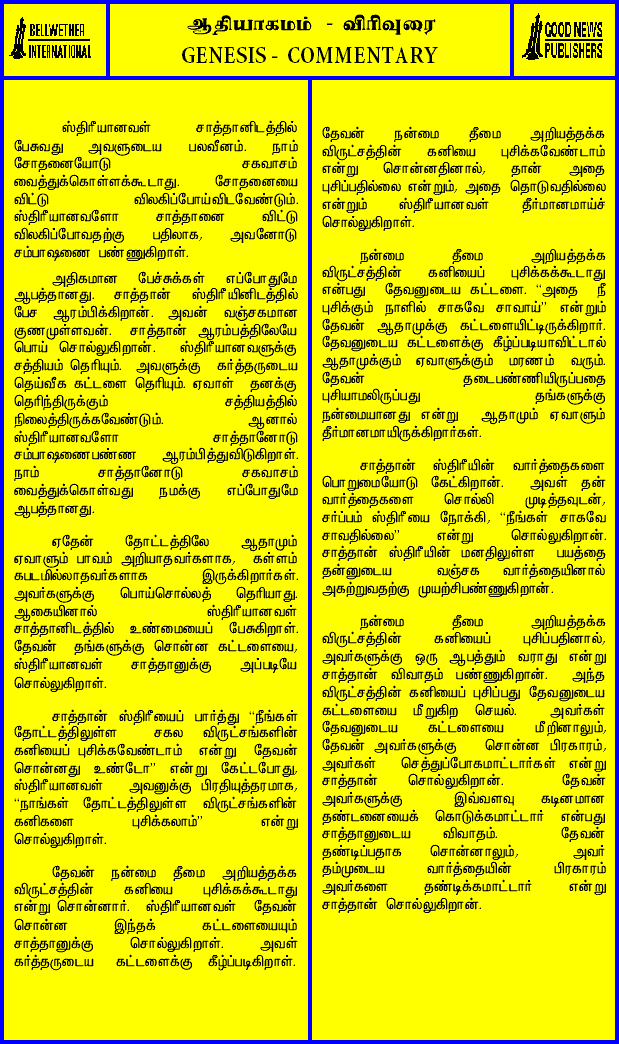 BELLWETHER
INTERNATIONAL
ஆதியாகமம் - விரிவுரை
GENESIS - COMMENTARY
GOOD NEWS
PUBLISHERS
ஸ்திரீயானவள் சாத்தானிடத்தில்
பேசுவது அவளுடைய பலவீனம். நாம்
சோதனையோடு சகவாசம்
வைத்துக்கொள்ளக்கூடாது. சோதனையை
விட்டு விலகிப்போய்விடவேண்டும்.
ஸ்திரீயானவளோ சாத்தானை விட்டு
விலகிப்போவதற்கு பதிலாக, அவனோடு
சம்பாஷணை பண்ணுகிறாள்.
அதிகமான பேச்சுக்கள் எப்போதுமே
ஆபத்தானது. சாத்தான் ஸ்திரீயினிடத்தில்
பேச ஆரம்பிக்கிறான். அவன் வஞ்சகமான
குணமுள்ளவன். சாத்தான் ஆரம்பத்திலேயே
பொய் சொல்லுகிறான். ஸ்திரீயானவளுக்கு
சத்தியம் தெரியும். அவளுக்கு கர்த்தருடைய
தெய்வீக கட்டளை தெரியும். ஏவாள் தனக்கு
தெரிந்திருக்கும் சத்தியத்தில்
நிலைத்திருக்கவேண்டும். ஆனால்
ஸ்திரீயானவளோ சாத்தானோடு
சம்பாஷணைபண்ண ஆரம்பித்துவிடுகிறாள்.
நாம் சாத்தானோடு சகவாசம்
வைத்துக்கொள்வது நமக்கு எப்போதுமே
ஆபத்தானது.
ஏதேன் தோட்டத்திலே ஆதாமும்
ஏவாளும் பாவம் அறியாதவர்களாக, கள்ளம்
கபடமில்லாதவர்களாக இருக்கிறார்கள்.
அவர்களுக்கு பொய்சொல்லத் தெரியாது.
ஆகையினால் ஸ்திரீயானவள்
சாத்தானிடத்தில் உண்மையைப் பேசுகிறாள்.
தேவன் தங்களுக்கு சொன்ன கட்டளையை,
ஸ்திரீயானவள் சாத்தானுக்கு அப்படியே
சொல்லுகிறாள்.
சாத்தான் ஸ்திரீயைப் பார்த்து “நீங்கள்
தோட்டத்திலுள்ள சகல விருட்சங்களின்
கனியைப் புசிக்கவேண்டாம் என்று தேவன்
சொன்னது உண்டோ” என்று கேட்டபோது,
ஸ்திரீயானவள் அவனுக்கு பிரதியுத்தரமாக,
“நாங்கள் தோட்டத்திலுள்ள விருட்சங்களின்
கனிகளை புசிக்கலாம்” என்று
சொல்லுகிறாள்.
தேவன் நன்மை தீமை அறியத்தக்க
விருட்சத்தின் கனியை புசிக்கக்கூடாது
என்று சொன்னார். ஸ்திரீயானவள் தேவன்
சொன்ன இந்தக் கட்டளையையும்
சாத்தானுக்கு சொல்லுகிறாள். அவள்
கர்த்தருடைய கட்டளைக்கு கீழ்ப்படிகிறாள்.
தேவன் நன்மை தீமை அறியத்தக்க
விருட்சத்தின் கனியை புசிக்கவேண்டாம்
என்று சொன்னதினால், தான் அதை
புசிப்பதில்லை என்றும், அதை தொடுவதில்லை
என்றும் ஸ்திரீயானவள் தீர்மானமாய்ச்
சொல்லுகிறாள்.
நன்மை தீமை அறியத்தக்க
விருட்சத்தின் கனியைப் புசிக்கக்கூடாது
என்பது தேவனுடைய கட்டளை. “அதை நீ
புசிக்கும் நாளில் சாகவே சாவாய்” என்றும்
தேவன் ஆதாமுக்கு கட்டளையிட்டிருக்கிறார்.
தேவனுடைய கட்டளைக்கு கீழ்ப்படியாவிட்டால்
ஆதாமுக்கும் ஏவாளுக்கும் மரணம் வரும்.
தேவன் தடைபண்ணியிருப்பதை
புசியாமலிருப்பது தங்களுக்கு
நன்மையானது என்று ஆதாமும் ஏவாளும்
தீர்மானமாயிருக்கிறார்கள்.
சாத்தான் ஸ்திரீயின் வார்த்தைகளை
பொறுமையோடு கேட்கிறான். அவள் தன்
வார்த்தைகளை சொல்லி முடித்தவுடன்,
சர்ப்பம் ஸ்திரீயை நோக்கி, “நீங்கள் சாகவே
சாவதில்லை” என்று சொல்லுகிறான்.
சாத்தான் ஸ்திரீயின் மனதிலுள்ள பயத்தை
தன்னுடைய வஞ்சக வார்த்தையினால்
அகற்றுவதற்கு முயற்சிபண்ணுகிறான்.
நன்மை தீமை அறியத்தக்க
விருட்சத்தின் கனியைப் புசிப்பதினால்,
அவர்களுக்கு ஒரு ஆபத்தும் வராது என்று
சாத்தான் விவாதம் பண்ணுகிறான். அந்த
விருட்சத்தின் கனியைப் புசிப்பது தேவனுடைய
கட்டளையை மீறுகிற செயல். அவர்கள்
தேவனுடைய கட்டளையை மீறினாலும்,
தேவன் அவர்களுக்கு சொன்ன பிரகாரம்,
அவர்கள் செத்துப்போகமாட்டார்கள் என்று
சாத்தான் சொல்லுகிறான். தேவன்
அவர்களுக்கு இவ்வளவு கடினமான
தண்டனையைக் கொடுக்கமாட்டார் என்பது
சாத்தானுடைய விவாதம். தேவன்
தண்டிப்பதாக சொன்னாலும், அவர்
தம்முடைய வார்த்தையின் பிரகாரம்
அவர்களை தண்டிக்கமாட்டார் என்று
சாத்தான் சொல்லுகிறான்.